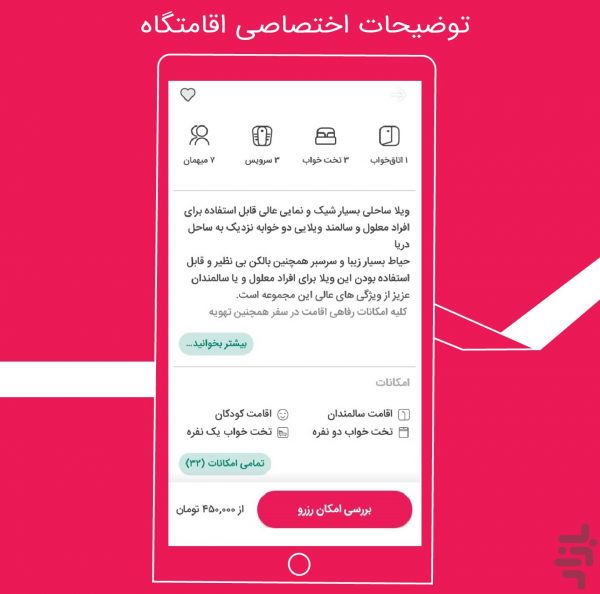 توضیحات اختصاصی اقامتگاه
۱ اتاق‌خواب
۳ تخت خواب
۳ سرویس
۷ میهمان
ویلا ساحلی بسیار شیک و نمایی عالی قابل استفاده برای
افراد معلول و سالمند ویلایی دو خوابه نزدیک به ساحل
دریا
حیاط بسیار زیبا و سرسبر همچنین بالکن بی نظیر و قابل
استفاده بودن این ویلا برای افراد معلول و یا سالمندان
عزیز از ویژگی های عالی این مجموعه است.
کلیه امکانات رفاهی اقامت در سفر همچنین تهویه
بیشتر بخوانید...
امکانات
اقامت سالمندان
اقامت کودکان
تخت خواب دو نفره
تخت خواب یک نفره
تمامی امکانات (۳۲)
بررسی امکان رزرو
از ۴۵۰,۰۰۰ تومان
بازار